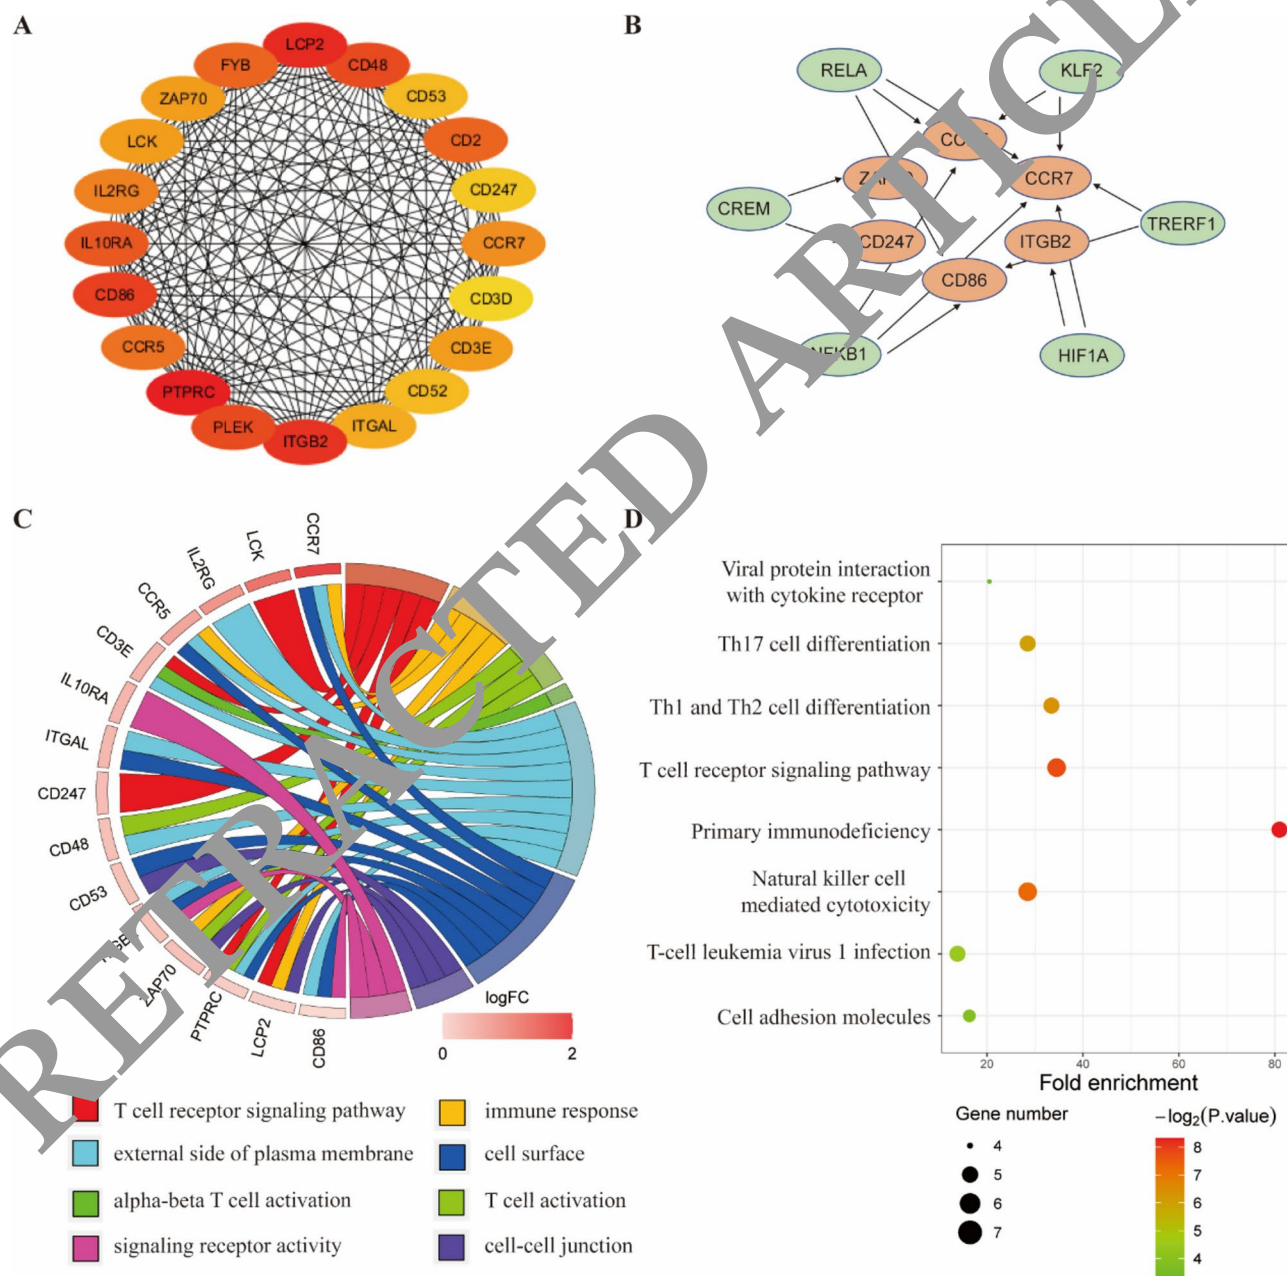 A
LCP2
FYB
CD48
ZAP70
CD53
LCK
CD2
IL2RG
CD247
IL10RA
CCR7
CD86
CD3D
CCR5
CD3E
PTPRC
CD52
PLEK
ITGAL
ITGB2
B
RELA
KLF2
CCR7
CREM
TRERF1
CD247
ITGB2
CD86
HIF1A
C
CCR7
LCK
IL2RG
CCR5
CD3E
IL10RA
ITGAL
CD247
CD48
CD53
ZAP70
PTPRC
LCP2
CD86
logFC
0 2
T cell receptor signaling pathway
immune response
external side of plasma membrane
cell surface
alpha-beta T cell activation
T cell activation
signaling receptor activity
cell-cell junction
D
Viral protein interaction
with cytokine receptor
Th17 cell differentiation
Th1 and Th2 cell differentiation
T cell receptor signaling pathway
Primary immunodeficiency
Natural killer cell
mediated cytotoxicity
T-cell leukemia virus 1 infection
Cell adhesion molecules
20 40 60 80
Fold enrichment
Gene number
4
5
6
7
−log₂(P.value)
8
7
6
5
4
RETRACTED ARTICLE